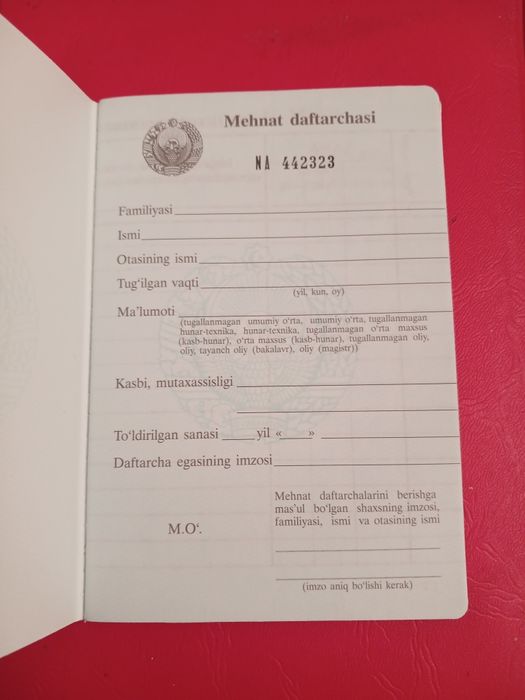 Mehnat daftarchasi
NA 442323
Familiyasi
Ismi
Otasining ismi
Tug‘ilgan vaqti
(yil, kun, oy)
Ma’lumoti
(tugallanmagan umumiy o‘rta, umumiy o‘rta, tugallanmagan
hunar-texnika, hunar-texnika, tugallanmagan o‘rta maxsus
(kasb-hunar), o‘rta maxsus (kasb-hunar), tugallanmagan oliy,
oliy, tayanch oliy (bakalavr), oliy (magistr))
Kasbi, mutaxassisligi
To‘ldirilgan sanasi _____ yil «____»
Daftarcha egasining imzosi
Mehnat daftarchalarini berishga
mas’ul bo‘lgan shaxsning imzosi,
familiyasi, ismi va otasining ismi
M.O‘.
(imzo aniq bo‘lishi kerak)